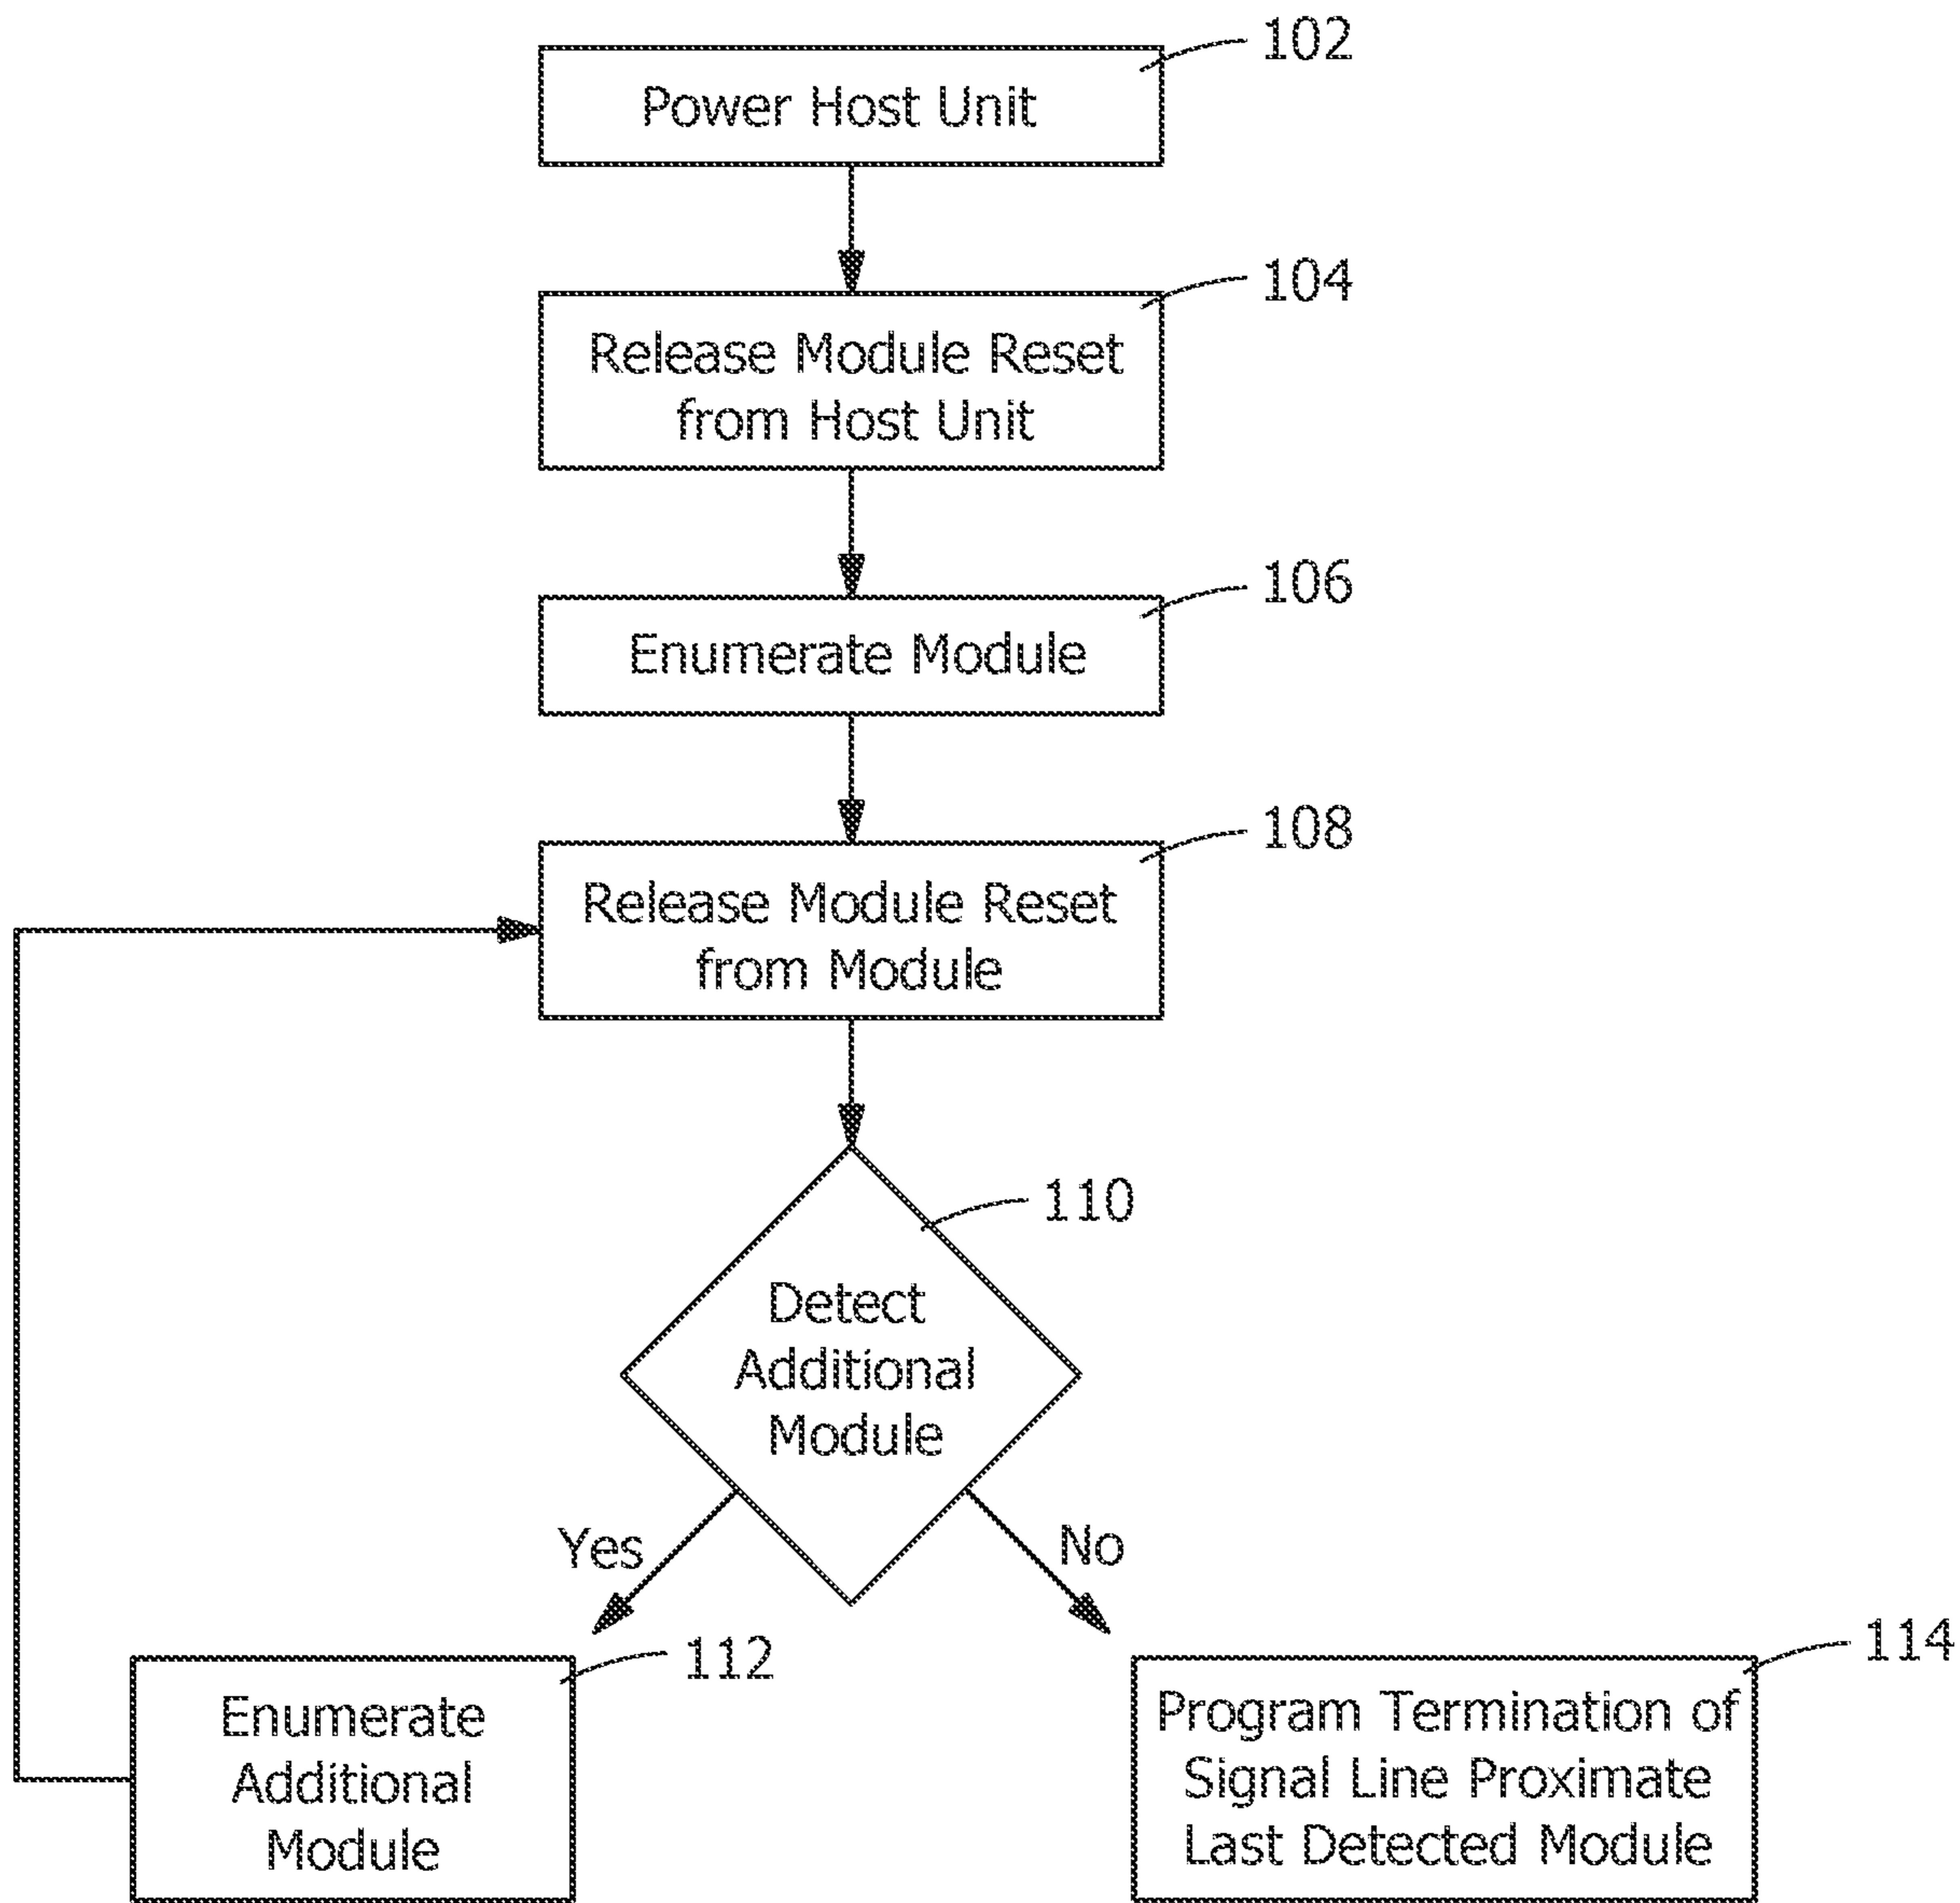 102
Power Host Unit
104
Release Module Reset
from Host Unit
106
Enumerate Module
108
Release Module Reset
from Module
110
Detect
Additional
Module
Yes
No
112
Enumerate
Additional
Module
114
Program Termination of
Signal Line Proximate
Last Detected Module